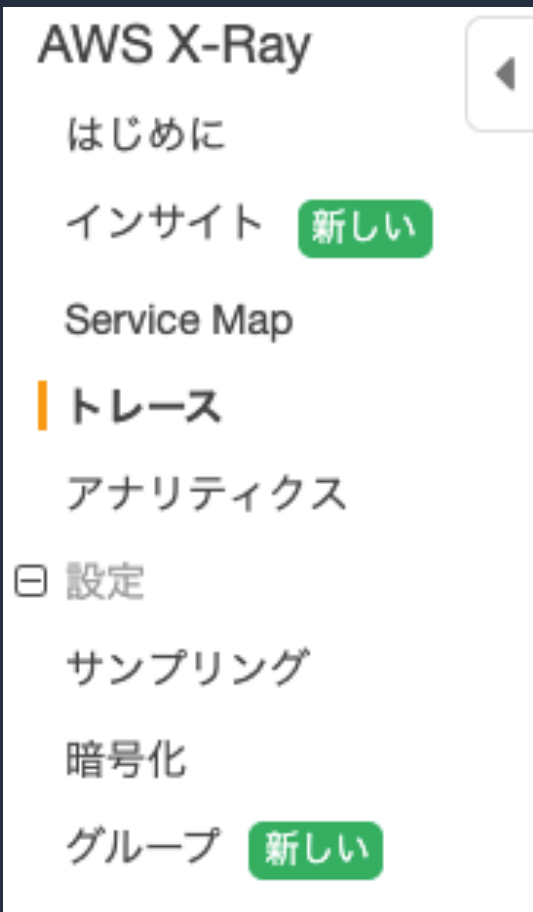 AWS X-Ray
はじめに
インサイト 新しい
Service Map
トレース
アナリティクス
設定
サンプリング
暗号化
グループ 新しい